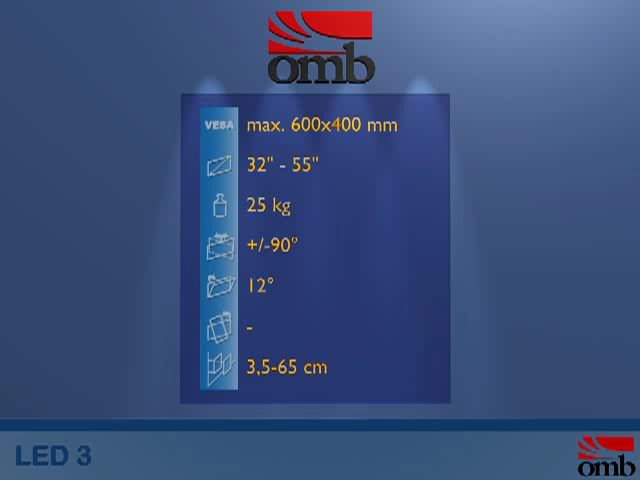 omb
VESA max. 600x400 mm
32" - 55"
25 kg
+/-90°
12°
-
3,5-65 cm
LED 3
omb